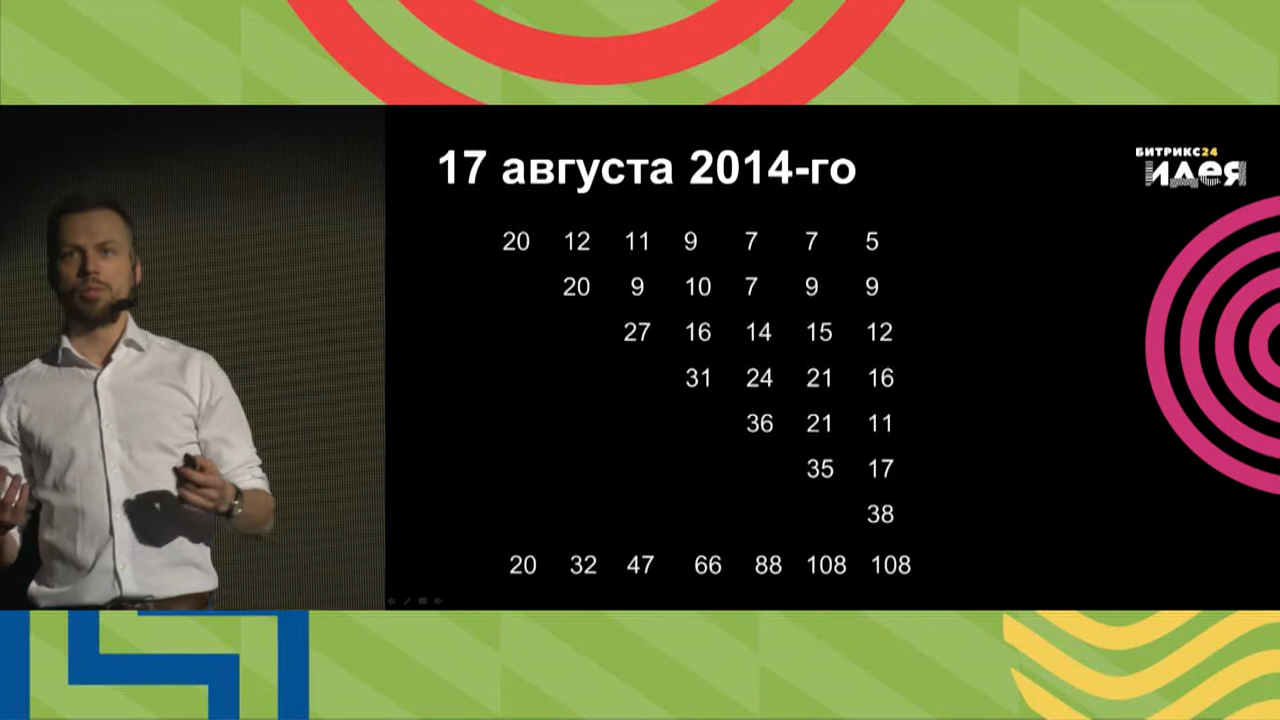 17 августа 2014-го
БИТРИКС24
идея
20 12 11 9 7 7 5
20 9 10 7 9 9
27 16 14 15 12
31 24 21 16
36 21 11
35 17
38
20 32 47 66 88 108 108